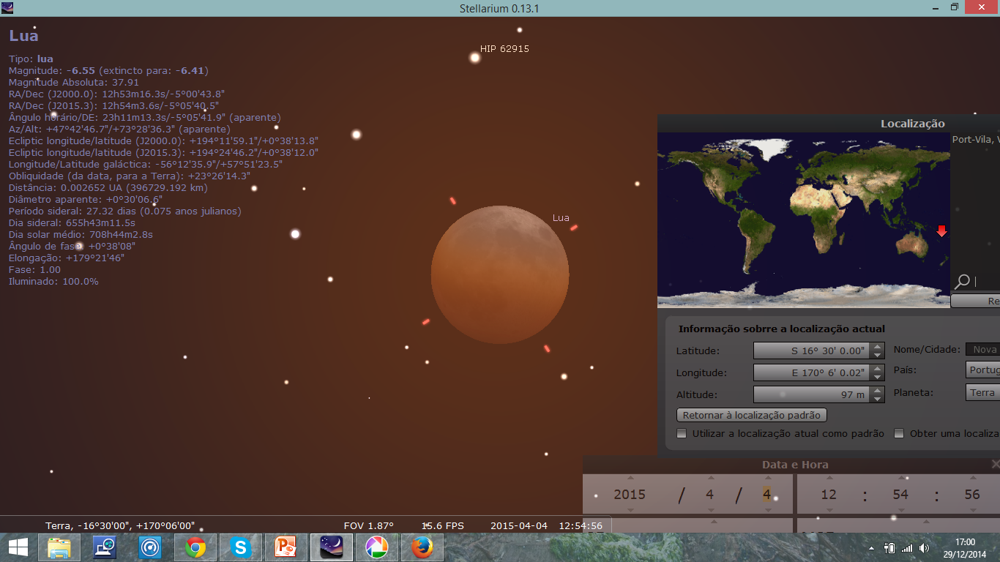 Stellarium 0.13.1
Lua
Tipo: lua
Magnitude: -6.55 (extincto para: -6.41)
Magnitude Absoluta: 37.91
RA/Dec (J2000.0): 12h53m16.3s/-5°00'43.8"
RA/Dec (J2015.3): 12h54m3.6s/-5°05'40.5"
Ângulo horário/DE: 23h11m13.3s/-5°05'41.9" (aparente)
Az/Alt: +47°42'46.7"/+73°28'36.3" (aparente)
Ecliptic longitude/latitude (J2000.0): +194°11'59.1"/+0°38'13.8"
Ecliptic longitude/latitude (J2015.3): +194°24'46.2"/+0°38'12.0"
Longitude/Latitude galáctica: -56°12'35.9"/+57°51'23.5"
Obliquidade (da data, para a Terra): +23°26'14.3"
Distância: 0.002652 UA (396729.192 km)
Diâmetro aparente: +0°30'06.6"
Período sideral: 27.32 dias (0.075 anos julianos)
Dia sideral: 655h43m11.5s
Dia solar médio: 708h44m2.8s
Ângulo de fase: +0°38'08"
Elongação: +179°21'46"
Fase: 1.00
Iluminado: 100.0%
HIP 62915
Lua
Localização
Port-Vila, V
Re
Informação sobrre a localização actual
Latitude: S 16° 30' 0.00" Nome/Cidade: Nova
Longitude: E 170° 6' 0.02" País: Portug
Altitude: 97 m Planeta: Terra
Retornar à localização padrão
Utilizar a localização atual como padrão Obter uma localiza
Data e Hora
2015 / 4 / 4 12 : 54 : 56
Terra, -16°30'00", +170°06'00" FOV 1.87° 15.6 FPS 2015-04-04 12:54:56
17:00
29/12/2014